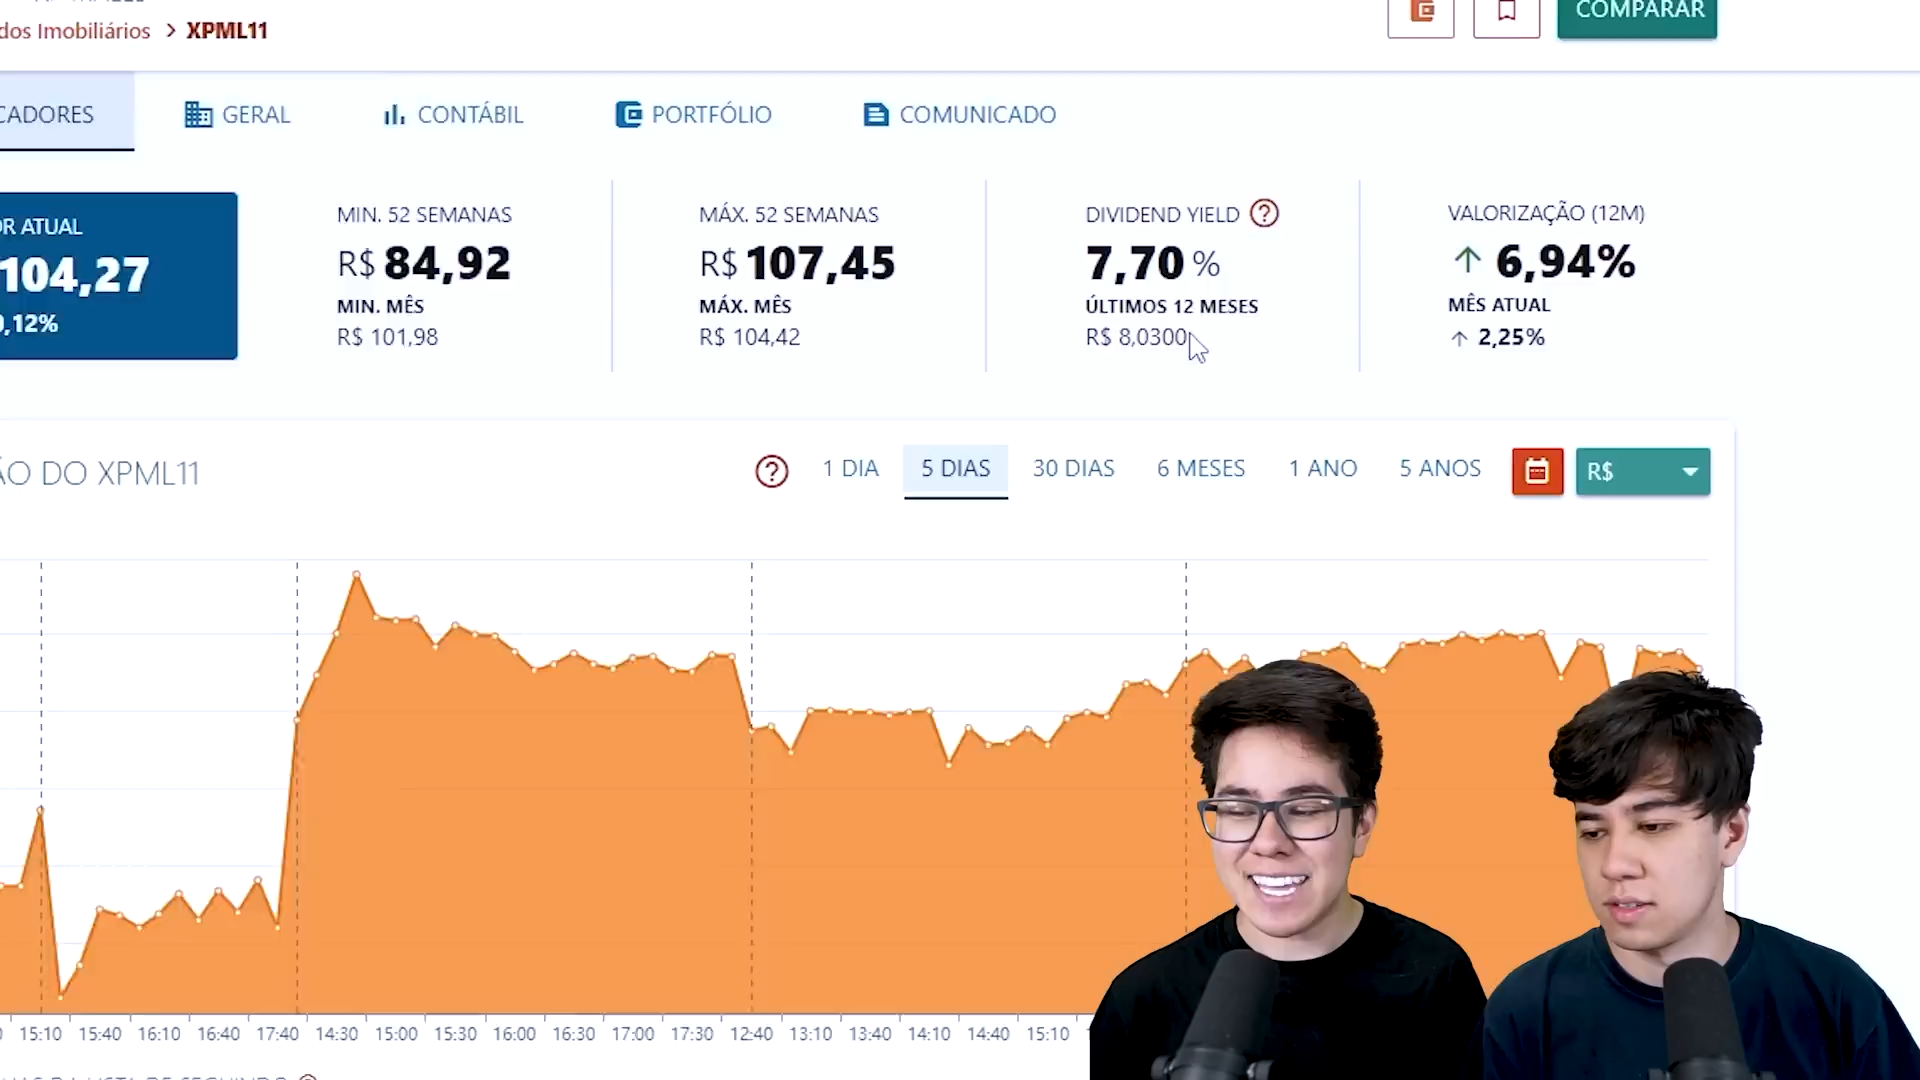 dos Imobiliários > XPML11
COMPARAR
CADORES
GERAL
CONTÁBIL
PORTFÓLIO
COMUNICADO
OR ATUAL
104,27
0,12%
MIN. 52 SEMANAS
R$ 84,92
MIN. MÊS
R$ 101,98
MÁX. 52 SEMANAS
R$ 107,45
MÁX. MÊS
R$ 104,42
DIVIDEND YIELD ?
7,70 %
ÚLTIMOS 12 MESES
R$ 8,0300
VALORIZAÇÃO (12M)
↑ 6,94%
MÊS ATUAL
↑ 2,25%
ÃO DO XPML11
? 1 DIA 5 DIAS 30 DIAS 6 MESES 1 ANO 5 ANOS R$
15:10 15:40 16:10 16:40 17:40 14:30 15:00 15:30 16:00 16:30 17:00 17:30 12:40 13:10 13:40 14:10 14:40 15:10